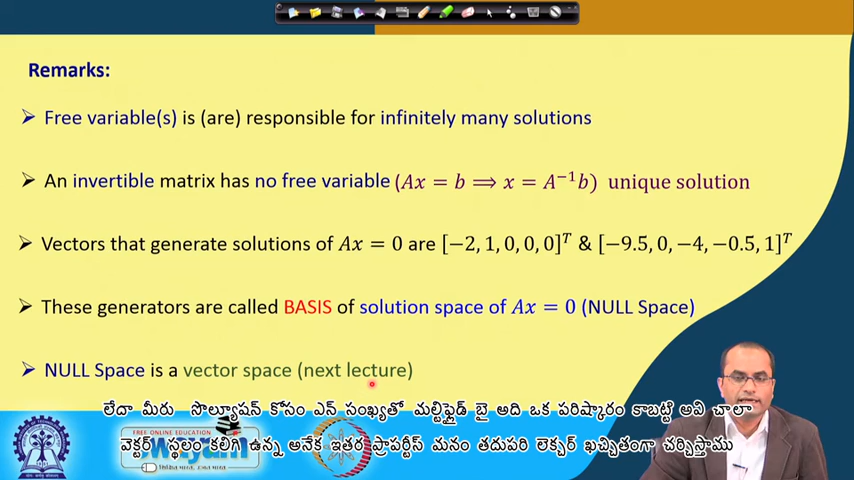 Remarks:
➢ Free variable(s) is (are) responsible for infinitely many solutions
➢ An invertible matrix has no free variable (Ax = b ⟹ x = A⁻¹b) unique solution
➢ Vectors that generate solutions of Ax = 0 are [−2, 1, 0, 0, 0]ᵀ & [−9.5, 0, −4, −0.5, 1]ᵀ
➢ These generators are called BASIS of solution space of Ax = 0 (NULL Space)
➢ NULL Space is a vector space (next lecture)
లేదా మీరు సొల్యూషన్ కోసం ఎన్ సంఖ్యతో మల్టిప్లైడ్ బై అది ఒక పరిష్కారం కాబట్టి అవి చాలా
వెక్టర్ స్థలం కలిగి ఉన్న అనేక ఇతర ప్రాపర్టీస్ మనం తదుపరి లెక్చర్ ఖచ్చితంగా చర్చిస్తాము
FREE ONLINE EDUCATION